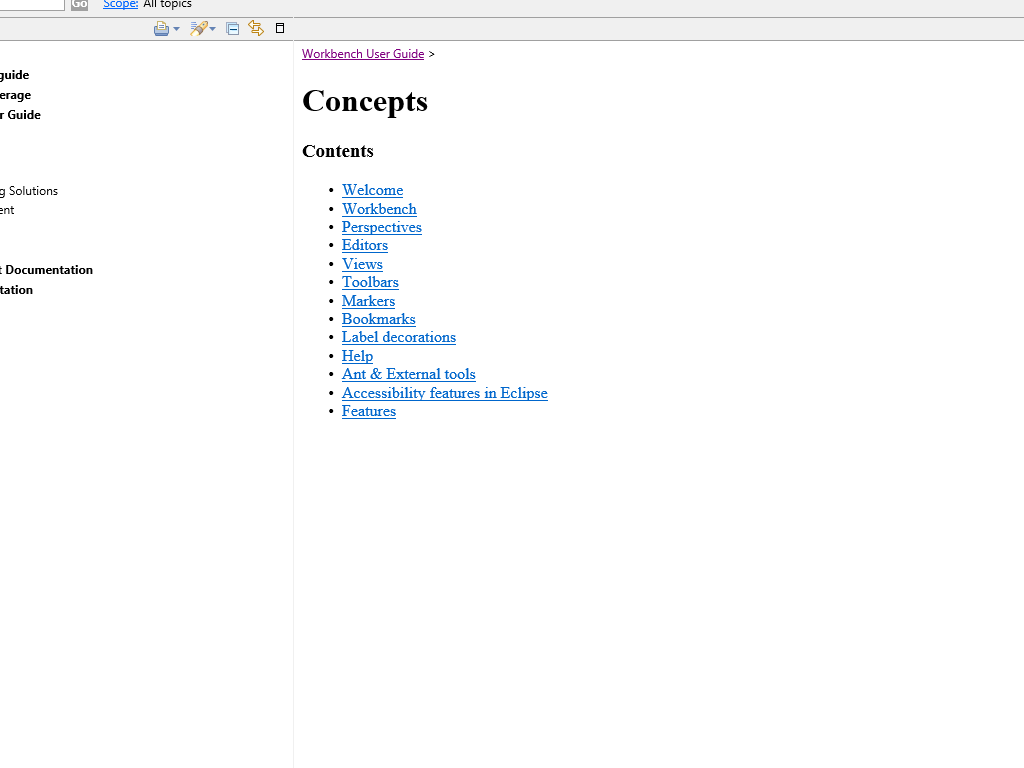 Go Scope: All topics
guide
erage
r Guide
g Solutions
ent
t Documentation
tation
Workbench User Guide >
Concepts
Contents
• Welcome
• Workbench
• Perspectives
• Editors
• Views
• Toolbars
• Markers
• Bookmarks
• Label decorations
• Help
• Ant & External tools
• Accessibility features in Eclipse
• Features